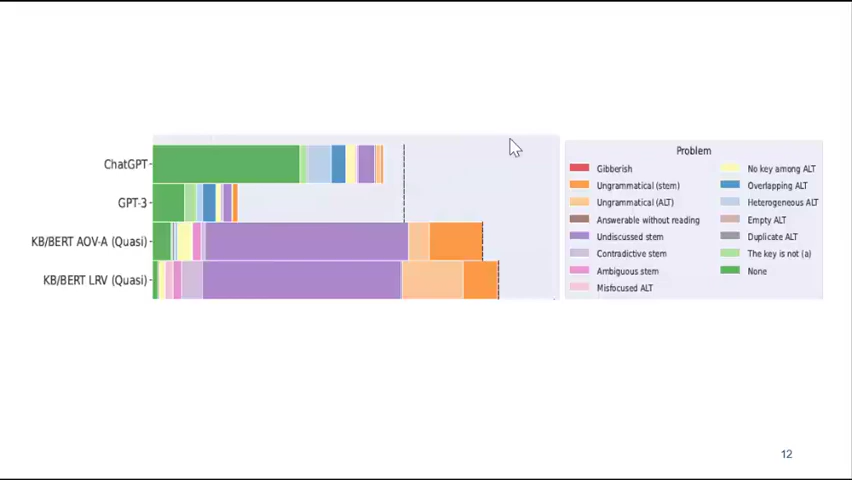 ChatGPT
GPT-3
KB/BERT AOV-A (Quasi)
KB/BERT LRV (Quasi)
Problem
Gibberish
Ungrammatical (stem)
Ungrammatical (ALT)
Answerable without reading
Undiscussed stem
Contradictive stem
Ambiguous stem
Misfocused ALT
No key among ALT
Overlapping ALT
Heterogeneous ALT
Empty ALT
Duplicate ALT
The key is not (a)
None
12